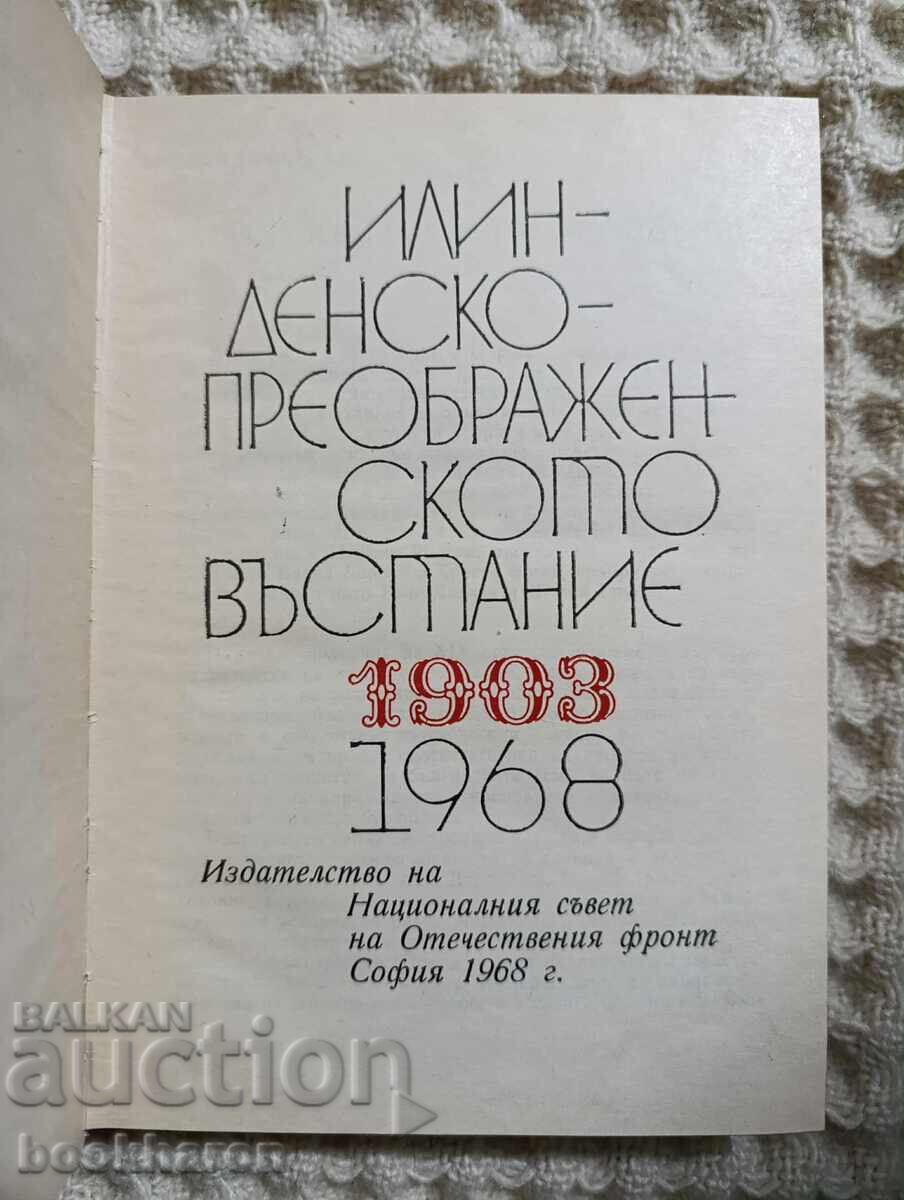 ИЛИН-
ДЕНСКО-
ПРЕОБРАЖЕН-
СКОТО
ВЪСТАНИЕ
1903
1968
Издателство на
Националния съвет
на Отечествения фронт
София 1968 г.
BALKAN
auction
bookharon